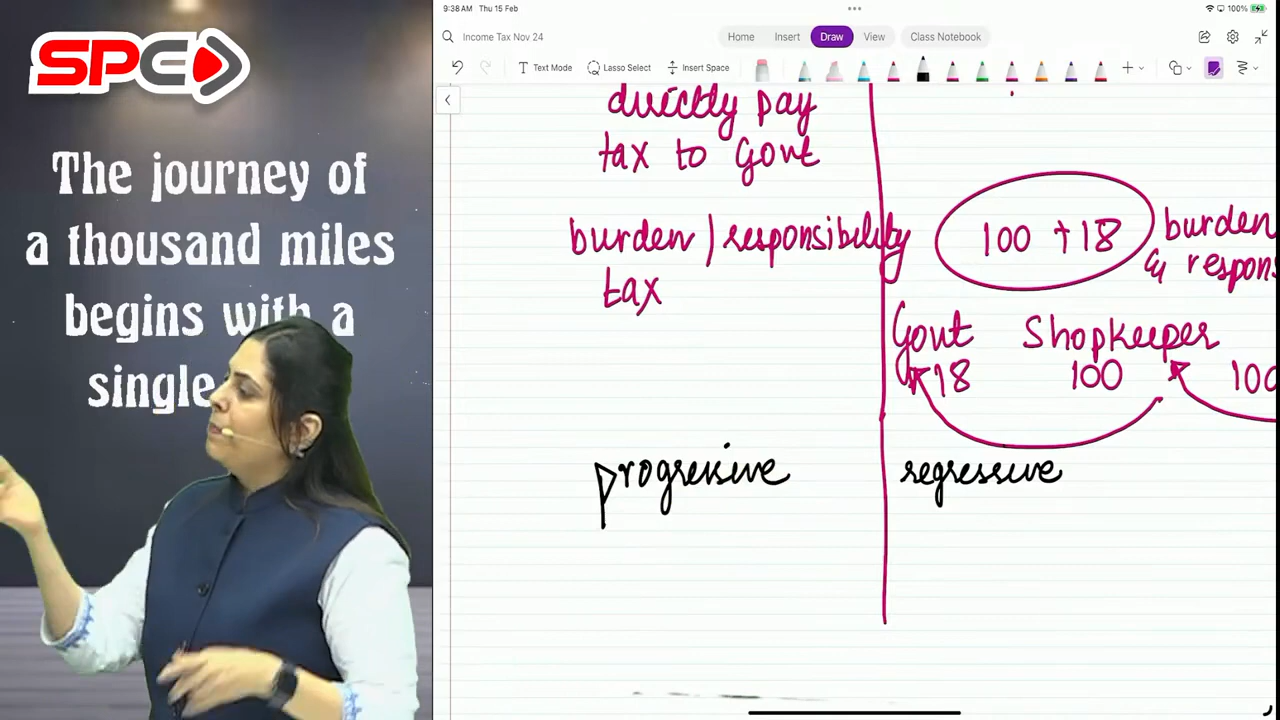 SPC
The journey of
a thousand miles
begins with a
single
9:38 AM Thu 15 Feb
100%
Income Tax Nov 24
Home Insert Draw View Class Notebook
Text Mode Lasso Select Insert Space
directly pay
tax to Govt
burden / responsibility
tax
100 + 18
burden
& respons
Govt Shopkeeper
18 100 100
progressive
regressive